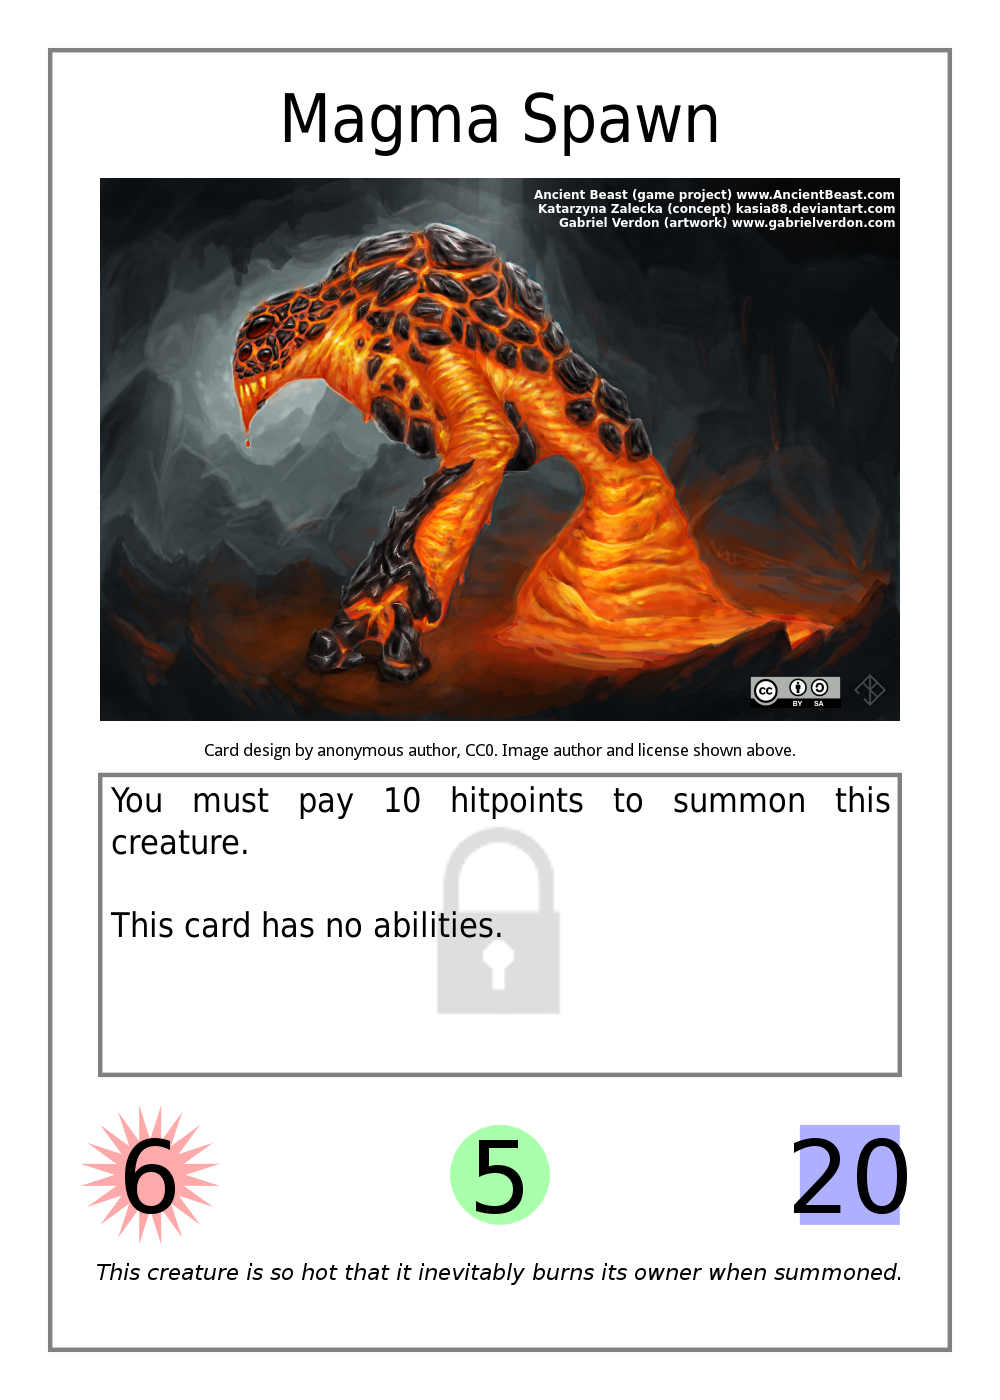 Magma Spawn
Ancient Beast (game project) www.AncientBeast.com
Katarzyna Zalecka (concept) kasia88.deviantart.com
Gabriel Verdon (artwork) www.gabrielverdon.com
cc
BY SA
Card design by anonymous author, CC0. Image author and license shown above.
You must pay 10 hitpoints to summon this
creature.
This card has no abilities.
6 5 20
This creature is so hot that it inevitably burns its owner when summoned.